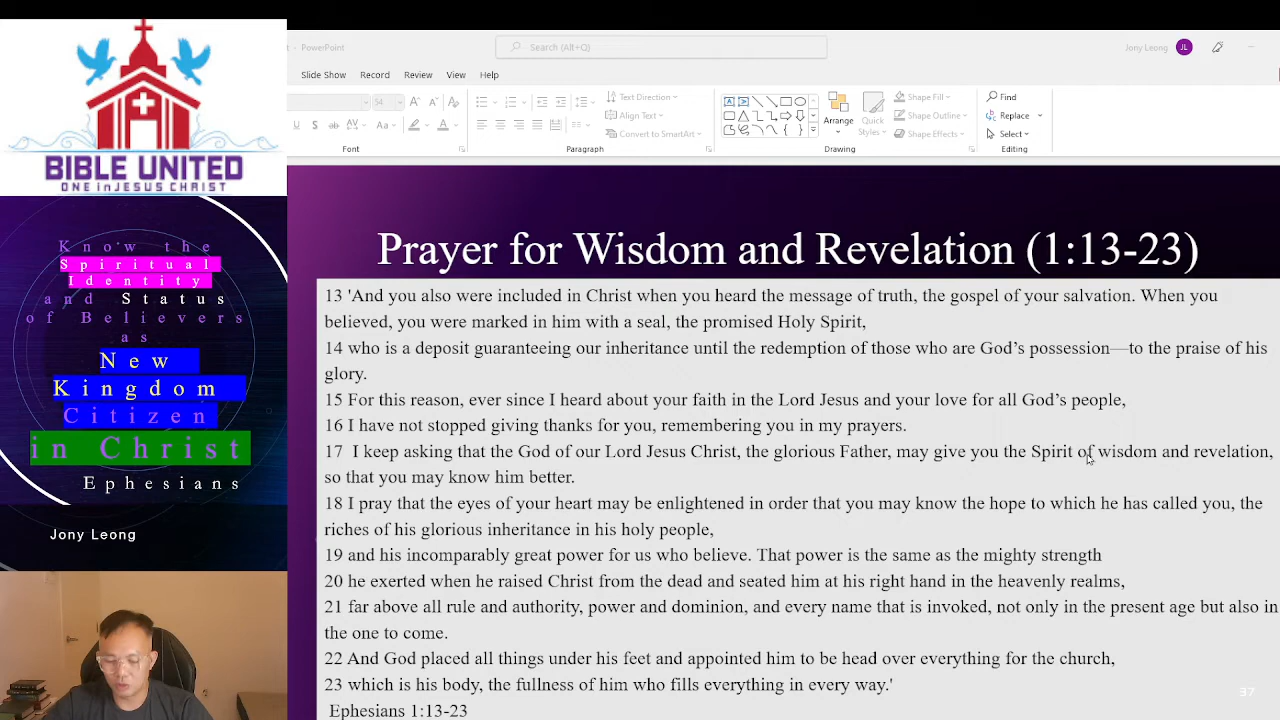 BIBLE UNITED
ONE in JESUS CHRIST
Know the
Spiritual
Identity
and Status
of Believers
as
New
Kingdom
Citizen
in Christ
Ephesians
Jony Leong
PowerPoint
Search (Alt+Q)
Jony Leong
JL
Slide Show Record Review View Help
54
Text Direction
Align Text
Convert to SmartArt
Arrange
Quick
Styles
Shape Fill
Shape Outline
Shape Effects
Find
Replace
Select
Font
Paragraph
Drawing
Editing
Prayer for Wisdom and Revelation (1:13-23)
13 'And you also were included in Christ when you heard the message of truth, the gospel of your salvation. When you
believed, you were marked in him with a seal, the promised Holy Spirit,
14 who is a deposit guaranteeing our inheritance until the redemption of those who are God’s possession—to the praise of his
glory.
15 For this reason, ever since I heard about your faith in the Lord Jesus and your love for all God’s people,
16 I have not stopped giving thanks for you, remembering you in my prayers.
17 I keep asking that the God of our Lord Jesus Christ, the glorious Father, may give you the Spirit of wisdom and revelation,
so that you may know him better.
18 I pray that the eyes of your heart may be enlightened in order that you may know the hope to which he has called you, the
riches of his glorious inheritance in his holy people,
19 and his incomparably great power for us who believe. That power is the same as the mighty strength
20 he exerted when he raised Christ from the dead and seated him at his right hand in the heavenly realms,
21 far above all rule and authority, power and dominion, and every name that is invoked, not only in the present age but also in
the one to come.
22 And God placed all things under his feet and appointed him to be head over everything for the church,
23 which is his body, the fullness of him who fills everything in every way.'
Ephesians 1:13-23
37